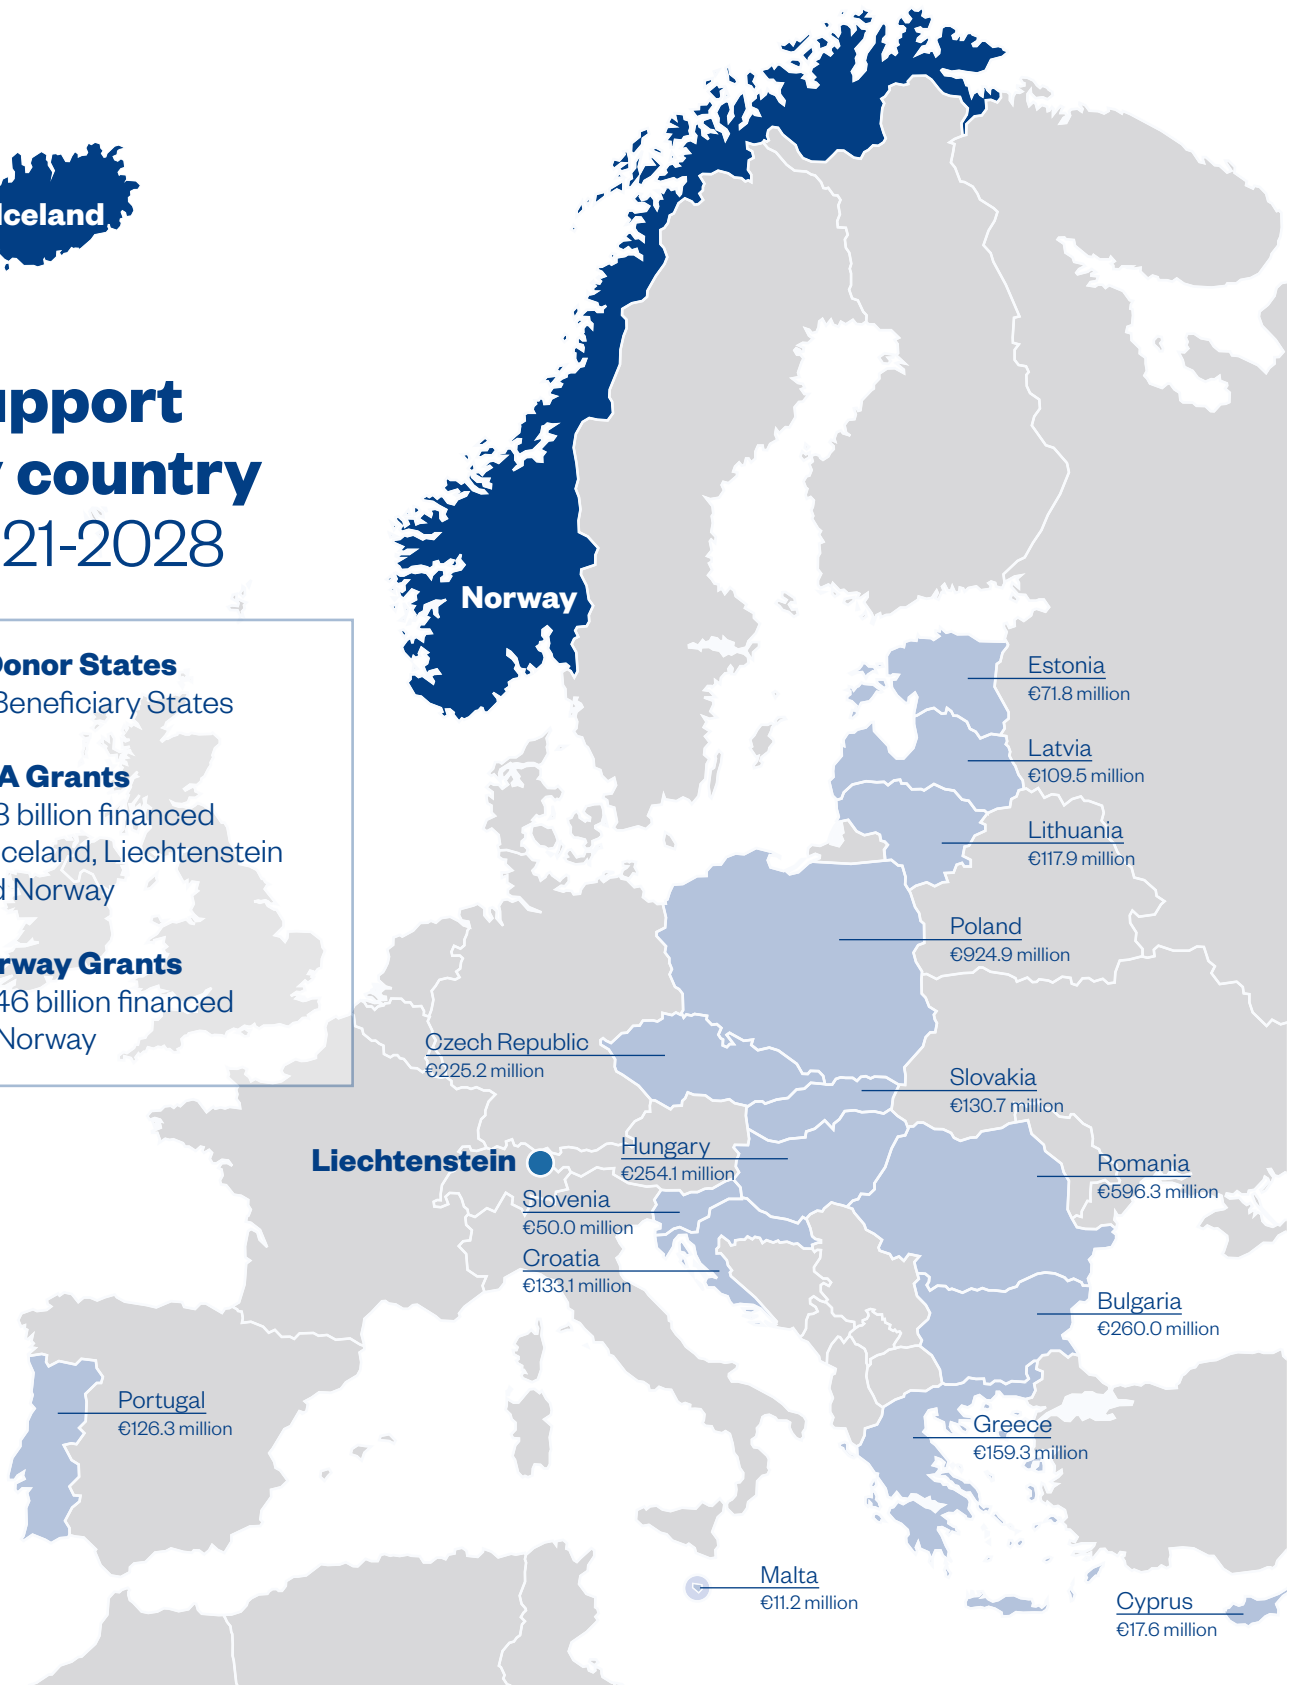 Iceland
upport
y country
21-2028
Donor States
Beneficiary States
A Grants
8 billion financed
Iceland, Liechtenstein
d Norway
rway Grants
46 billion financed
Norway
Norway
Estonia
€71.8 million
Latvia
€109.5 million
Lithuania
€117.9 million
Poland
€924.9 million
Czech Republic
€225.2 million
Slovakia
€130.7 million
Liechtenstein
Hungary
€254.1 million
Romania
€596.3 million
Slovenia
€50.0 million
Croatia
€133.1 million
Bulgaria
€260.0 million
Portugal
€126.3 million
Greece
€159.3 million
Malta
€11.2 million
Cyprus
€17.6 million